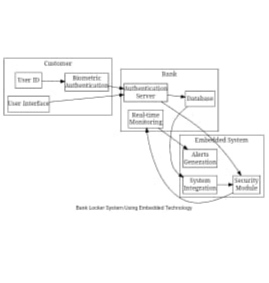 Customer
User ID
Biometric
Authentication
User Interface
Bank
Authentication
Server
Database
Real-time
Monitoring
Embedded System
Alerts
Generation
System
Integration
Security
Module
Bank Locker System Using Embedded Technology